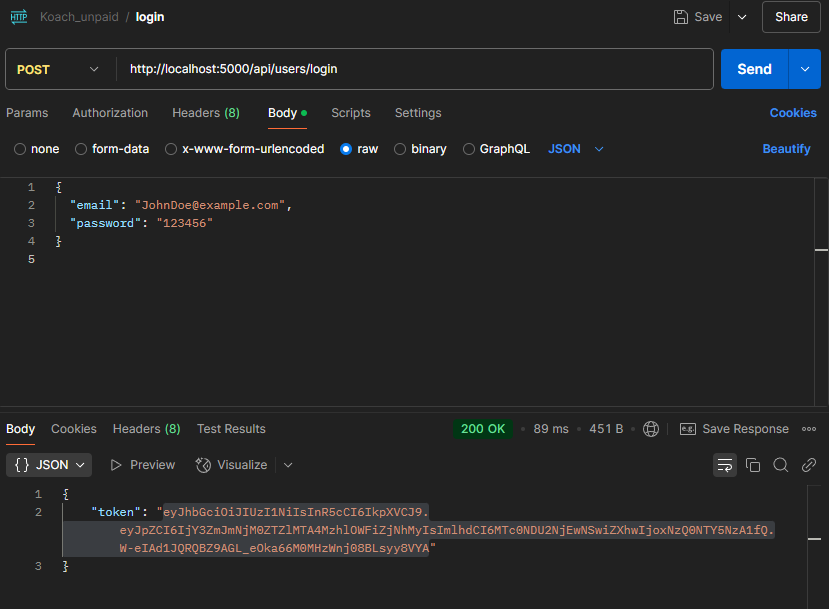 HTTP Koach_unpaid / login Save Share
POST http://localhost:5000/api/users/login Send
Params Authorization Headers (8) Body Scripts Settings Cookies
none form-data x-www-form-urlencoded raw binary GraphQL JSON Beautify
1 {
2 "email": "JohnDoe@example.com",
3 "password": "123456"
4 }
5
Body Cookies Headers (8) Test Results 200 OK • 89 ms • 451 B • e.g. Save Response
{ } JSON Preview Visualize
1 {
2 "token": "eyJhbGciOiJIUzI1NiIsInR5cCI6IkpXVCJ9.
eyJpZCI6IjY3ZmJmNjM0ZTZlMTA4MzhlOWFiZjNhMyIsImlhdCI6MTc0NDU2NjEwNSwiZXhwIjoxNzQ0NTY5NzA1fQ.
W-eIAd1JQRQBZ9AGL_eOka66M0MHzWnj08BLsyy8VYA"
3 }